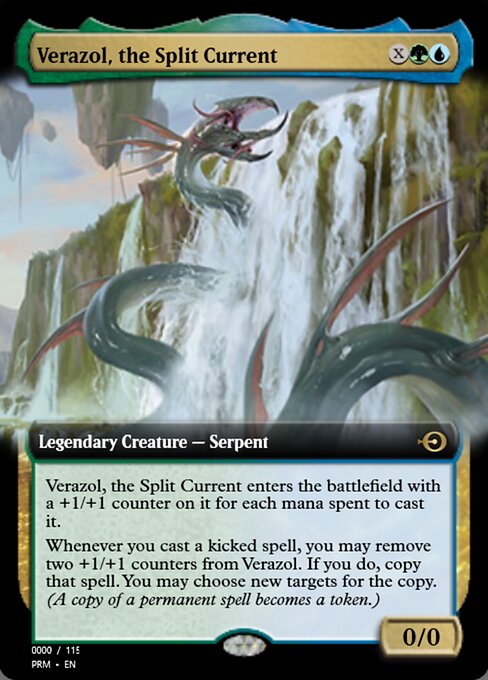 Verazol, the Split Current X
Legendary Creature — Serpent
Verazol, the Split Current enters the battlefield with
a +1/+1 counter on it for each mana spent to cast
it.
Whenever you cast a kicked spell, you may remove
two +1/+1 counters from Verazol. If you do, copy
that spell. You may choose new targets for the copy.
(A copy of a permanent spell becomes a token.)
0/0
0000 / 115
PRM • EN